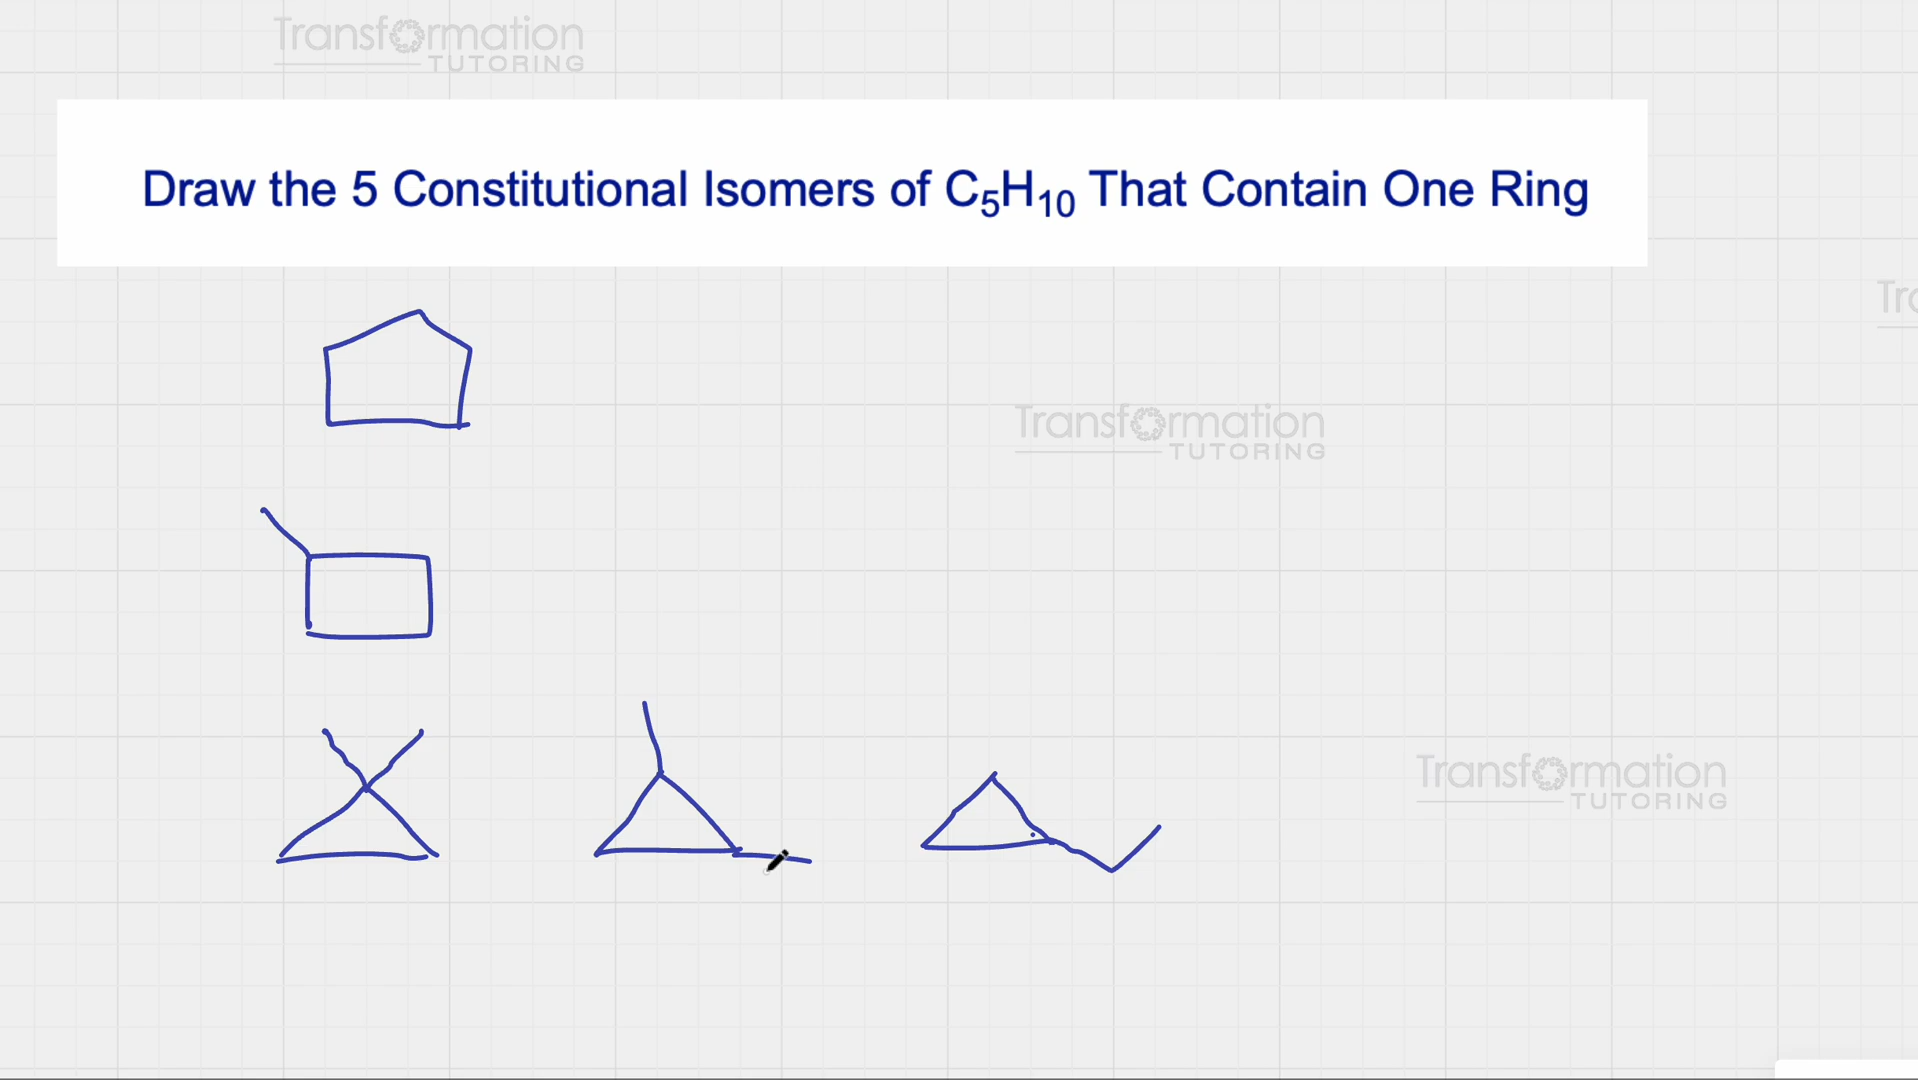 Transformation
TUTORING
Draw the 5 Constitutional Isomers of C₅H₁₀ That Contain One Ring
Transformation
TUTORING
Transformation
TUTORING